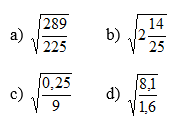 a) √(289/225) b) √(2 14/25)
c) √(0,25/9) d) √(8,1/1,6)